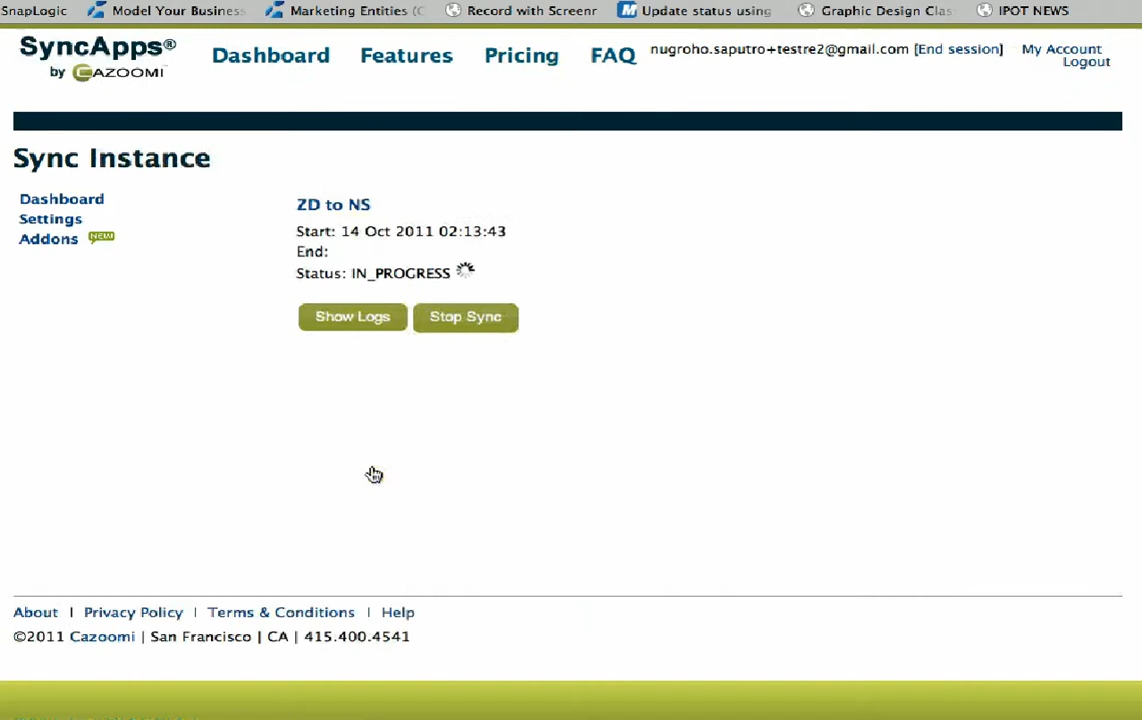 SnapLogic Model Your Business Marketing Entities (C Record with Screenr Update status using Graphic Design Clas IPOT NEWS
SyncApps® by CAZOOMI™
Dashboard Features Pricing FAQ
nugroho.saputro+testre2@gmail.com [End session] My Account
Logout
Sync Instance
Dashboard
Settings
Addons NEW
ZD to NS
Start: 14 Oct 2011 02:13:43
End:
Status: IN_PROGRESS
Show Logs Stop Sync
About | Privacy Policy | Terms & Conditions | Help
©2011 Cazoomi | San Francisco | CA | 415.400.4541